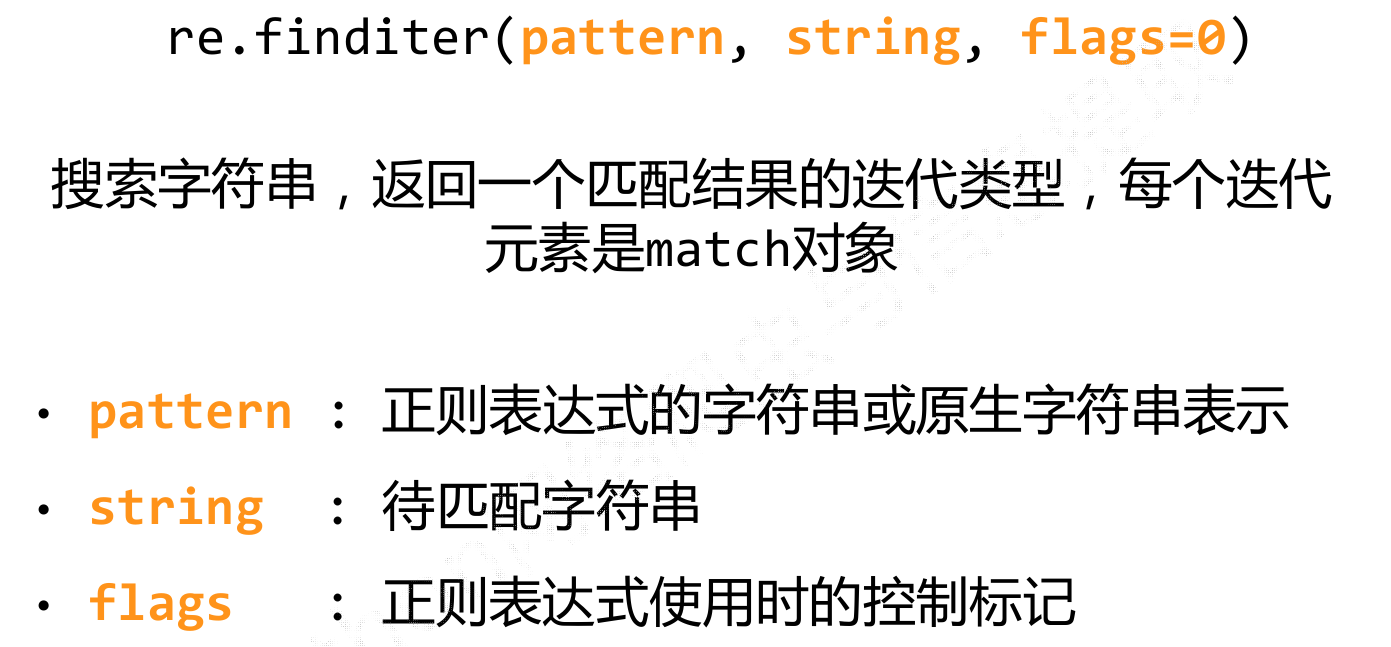 re.finditer(pattern, string, flags=0)
搜索字符串，返回一个匹配结果的迭代类型，每个迭代
元素是match对象
• pattern : 正则表达式的字符串或原生字符串表示
• string : 待匹配字符串
• flags : 正则表达式使用时的控制标记